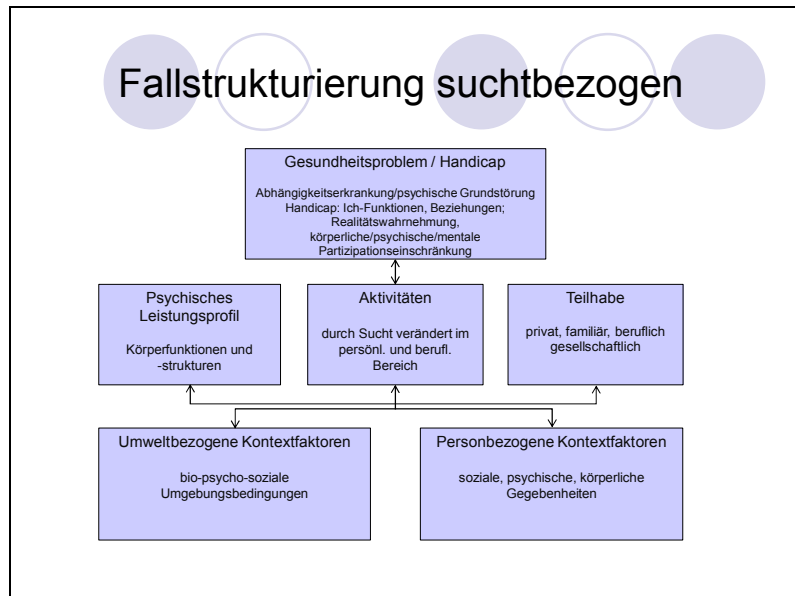 Fallstrukturierung suchtbezogen
Gesundheitsproblem / Handicap
Abhängigkeitserkrankung/psychische Grundstörung
Handicap: Ich-Funktionen, Beziehungen;
Realitätswahrnehmung,
körperliche/psychische/mentale
Partizipationseinschränkung
Psychisches
Leistungsprofil
Körperfunktionen und
-strukturen
Aktivitäten
durch Sucht verändert im
persönl. und berufl.
Bereich
Teilhabe
privat, familiär, beruflich
gesellschaftlich
Umweltbezogene Kontextfaktoren
bio-psycho-soziale
Umgebungsbedingungen
Personbezogene Kontextfaktoren
soziale, psychische, körperliche
Gegebenheiten